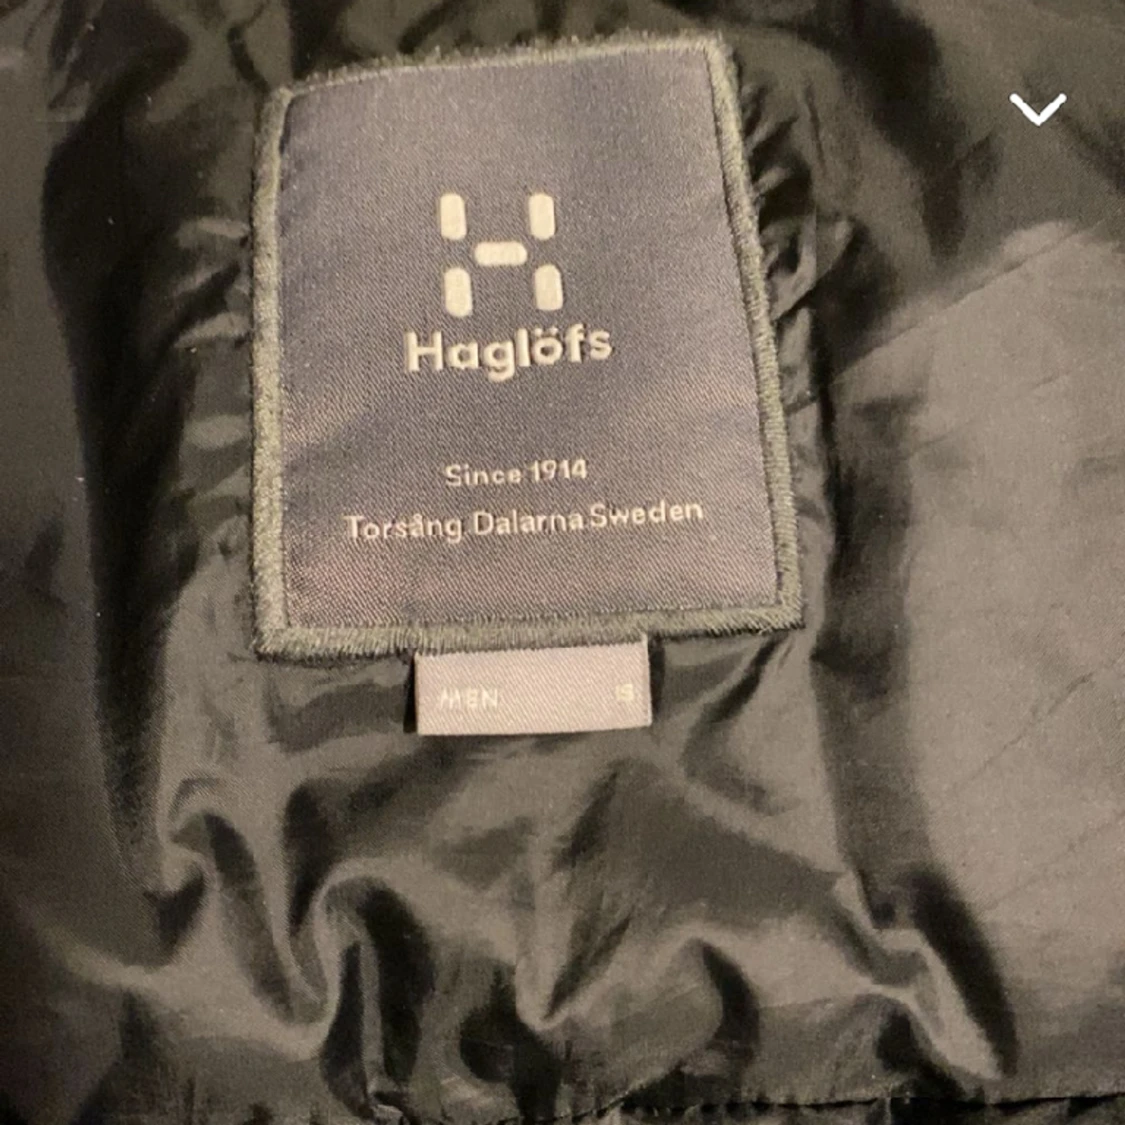 Haglöfs
Since 1914
Torsång Dalarna Sweden
MEN S